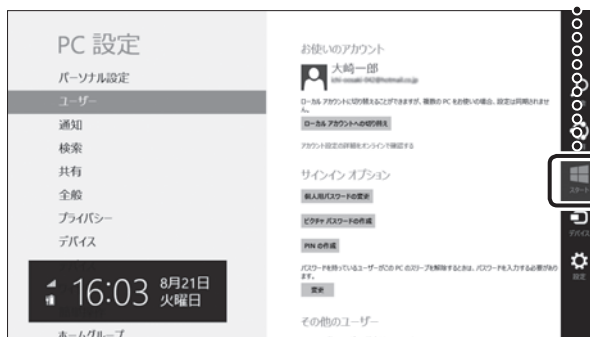 PC 設定
パーソナル設定
ユーザー
通知
検索
共有
全般
プライバシー
デバイス
16:03 8月21日
火曜日
ホームグループ
お使いのアカウント
大崎一郎
ローカル アカウントに切り替えることができますが、複数の PC をお使いの場合、設定は同期されませ
ん。
ローカル アカウントへの切り替え
アカウント設定の詳細をオンラインで確認する
サインイン オプション
個人用パスワードの変更
ピクチャ パスワードの作成
PIN の作成
パスワードを持っているユーザーがこの PC のスリープを解除するときは、パスワードを入力する必要があり
ます。
変更
その他のユーザー
スタート
デバイス
設定